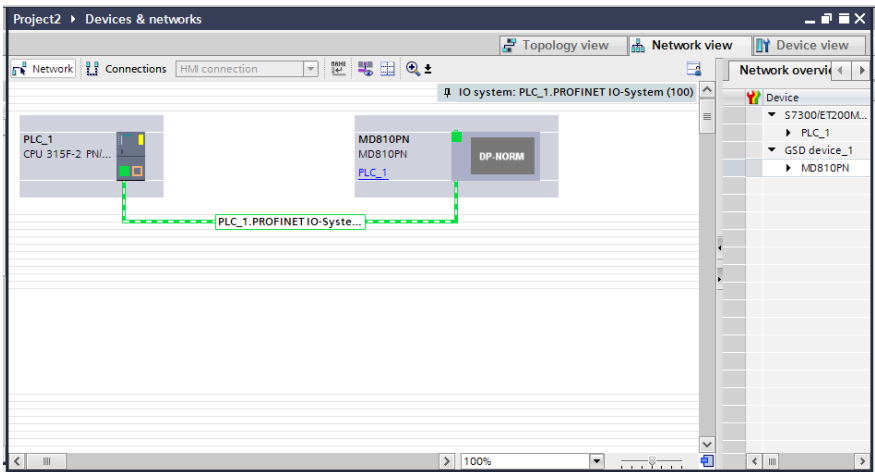 Project2 ▸ Devices & networks
Topology view
Network view
Device view
Network
Connections
HMI connection
Network overvi
IO system: PLC_1.PROFINET IO-System (100)
Device
S7300/ET200M...
PLC_1
GSD device_1
MD810PN
PLC_1
CPU 315F-2 PN/...
MD810PN
MD810PN
PLC_1
DP-NORM
PLC_1.PROFINET IO-Syste...
100%